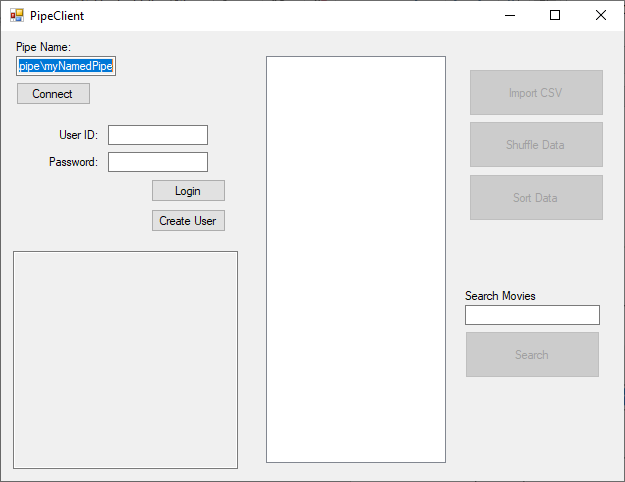 PipeClient
Pipe Name:
pipe\myNamedPipe
Connect
User ID:
Password:
Login
Create User
Import CSV
Shuffle Data
Sort Data
Search Movies
Search